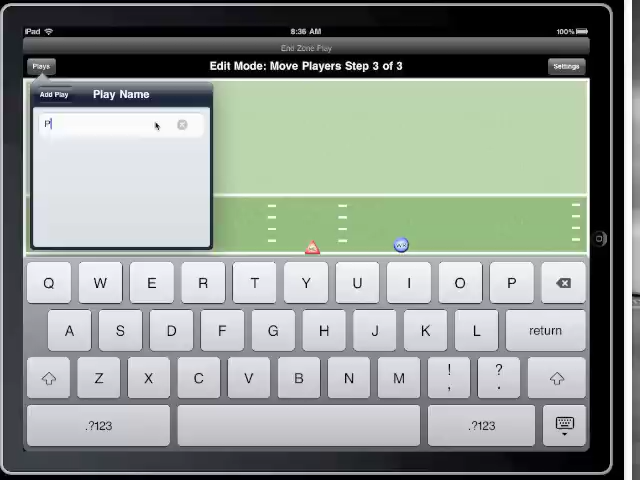 iPad 8:36 AM 100%
End Zone Play
Plays Edit Mode: Move Players Step 3 of 3 Settings
Add Play Play Name
P
Q W E R T Y U I O P
A S D F G H J K L return
Z X C V B N M ! , ? .
.?123 .?123